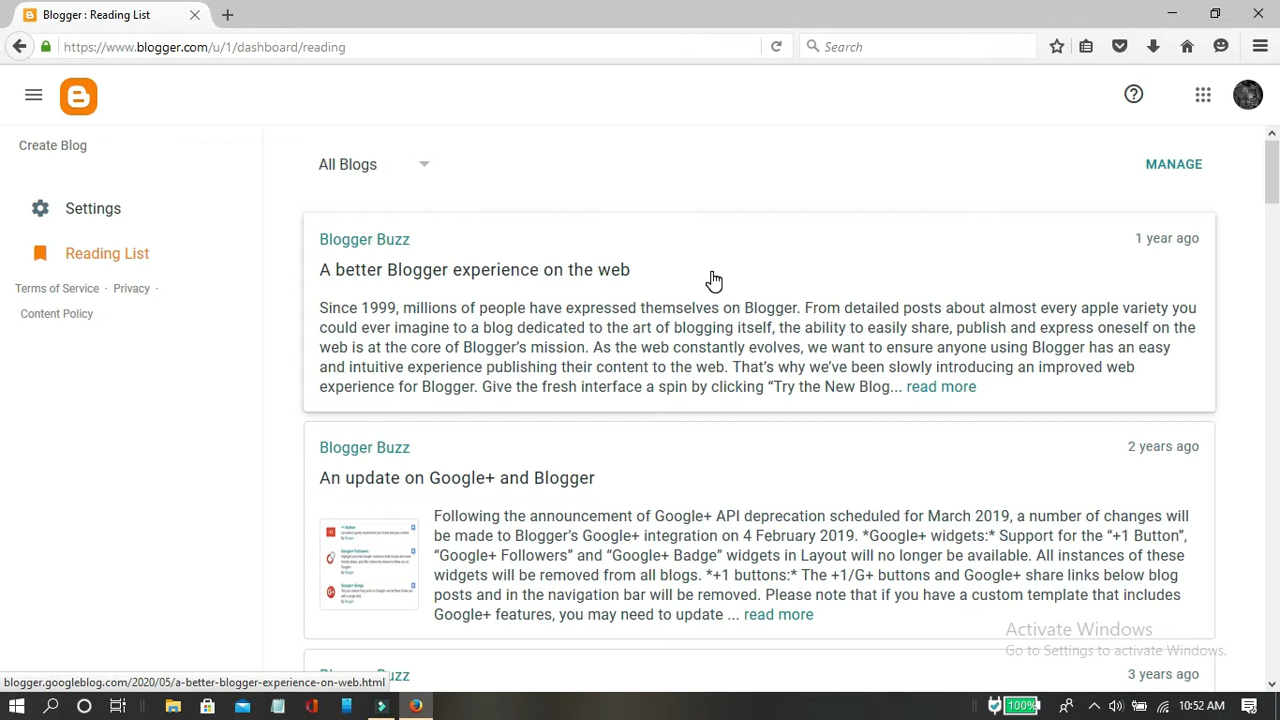 Blogger : Reading List
https://www.blogger.com/u/1/dashboard/reading
Search
Create Blog
Settings
Reading List
Terms of Service · Privacy ·
Content Policy
All Blogs
MANAGE
Blogger Buzz
1 year ago
A better Blogger experience on the web
Since 1999, millions of people have expressed themselves on Blogger. From detailed posts about almost every apple variety you
could ever imagine to a blog dedicated to the art of blogging itself, the ability to easily share, publish and express oneself on the
web is at the core of Blogger's mission. As the web constantly evolves, we want to ensure anyone using Blogger has an easy
and intuitive experience publishing their content to the web. That's why we've been slowly introducing an improved web
experience for Blogger. Give the fresh interface a spin by clicking “Try the New Blog... read more
Blogger Buzz
2 years ago
An update on Google+ and Blogger
Following the announcement of Google+ API deprecation scheduled for March 2019, a number of changes will
be made to Blogger's Google+ integration on 4 February 2019. *Google+ widgets:* Support for the “+1 Button”,
“Google+ Followers” and “Google+ Badge” widgets in Layout will no longer be available. All instances of these
widgets will be removed from all blogs. *+1 buttons:* The +1/G+ buttons and Google+ share links below blog
posts and in the navigation bar will be removed. Please note that if you have a custom template that includes
Google+ features, you may need to update ... read more
+1 Button
Google+ Followers
Google+ Badge
Activate Windows
Go to Settings to activate Windows.
3 years ago
blogger.googleblog.com/2020/05/a-better-blogger-experience-on-web.html
100%
10:52 AM